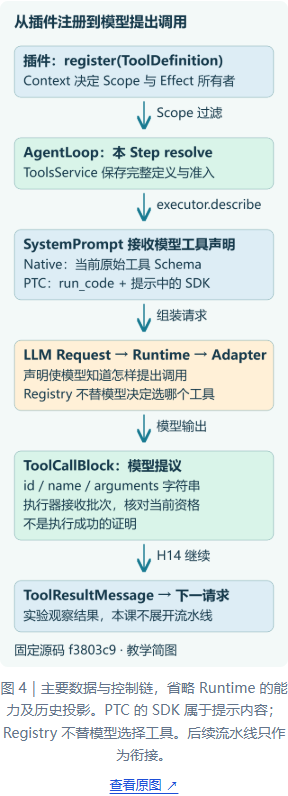 从插件注册到模型提出调用
插件：register(ToolDefinition)
Context 决定 Scope 与 Effect 所有者
Scope 过滤
AgentLoop：本 Step resolve
ToolsService 保存完整定义与准入
executor.describe
SystemPrompt 接收模型工具声明
Native：当前原始工具 Schema
PTC：run_code + 提示中的 SDK
组装请求
LLM Request → Runtime → Adapter
声明使模型知道怎样提出调用
Registry 不替模型决定选哪个工具
模型输出
ToolCallBlock：模型提议
id / name / arguments 字符串
执行器接收批次，核对当前资格
不是执行成功的证明
H14 继续
ToolResultMessage → 下一请求
实验观察结果，本课不展开流水线
固定源码 f3803c9 · 教学简图
图 4｜主要数据与控制链，省略 Runtime 的能
力及历史投影。PTC 的 SDK 属于提示内容；
Registry 不替模型选择工具。后续流水线只作
为衔接。
查看原图 ↗